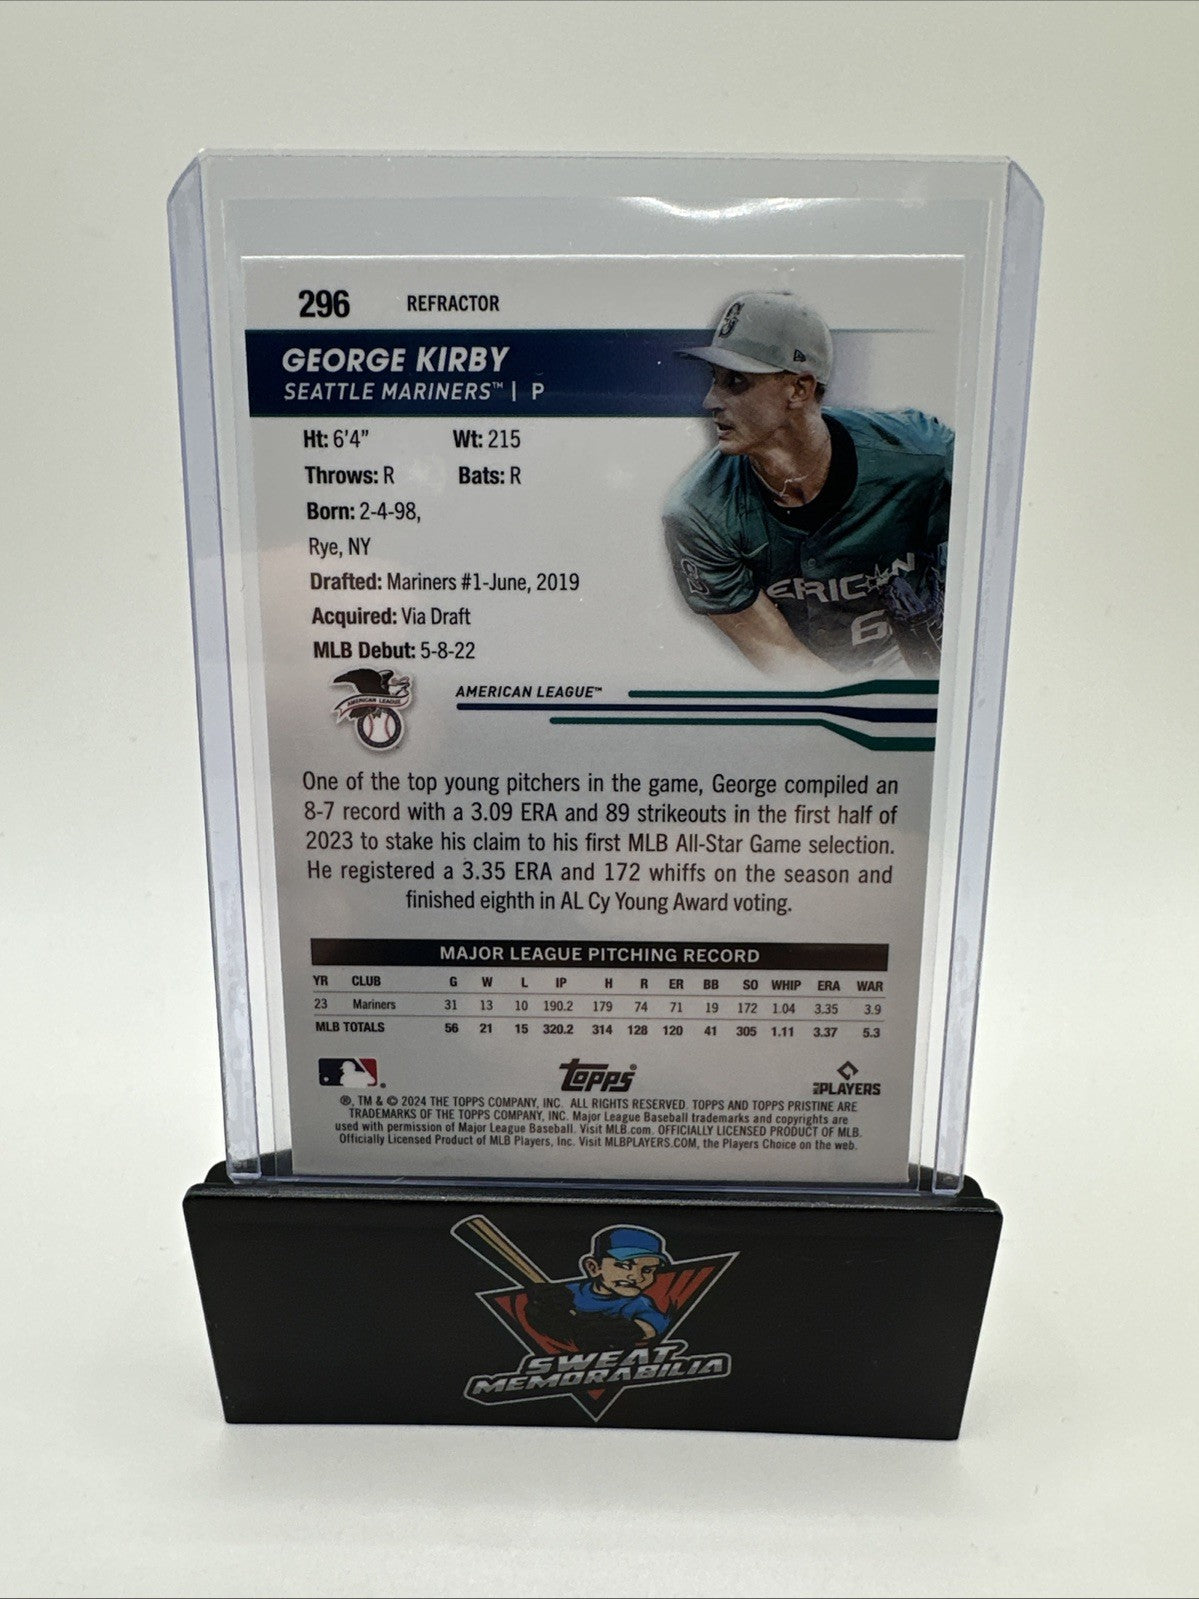 296 REFRACTOR
GEORGE KIRBY
SEATTLE MARINERS™ | P
Ht: 6'4" Wt: 215
Throws: R Bats: R
Born: 2-4-98,
Rye, NY
Drafted: Mariners #1-June, 2019
Acquired: Via Draft
MLB Debut: 5-8-22
ERIC N
6
AMERICAN LEAGUE
AMERICAN LEAGUE™
One of the top young pitchers in the game, George compiled an
8-7 record with a 3.09 ERA and 89 strikeouts in the first half of
2023 to stake his claim to his first MLB All-Star Game selection.
He registered a 3.35 ERA and 172 whiffs on the season and
finished eighth in AL Cy Young Award voting.
MAJOR LEAGUE PITCHING RECORD
YR CLUB G W L IP H R ER BB SO WHIP ERA WAR
23 Mariners 31 13 10 190.2 179 74 71 19 172 1.04 3.35 3.9
MLB TOTALS 56 21 15 320.2 314 128 120 41 305 1.11 3.37 5.3
Topps PLAYERS
®, TM & © 2024 THE TOPPS COMPANY, INC. ALL RIGHTS RESERVED. TOPPS AND TOPPS PRISTINE ARE
TRADEMARKS OF THE TOPPS COMPANY, INC. Major League Baseball trademarks and copyrights are
used with permission of Major League Baseball. Visit MLB.com. OFFICIALLY LICENSED PRODUCT OF MLB.
Officially Licensed Product of MLB Players, Inc. Visit MLBPLAYERS.COM, the Players Choice on the web.
SWEAT
MEMORABILIA